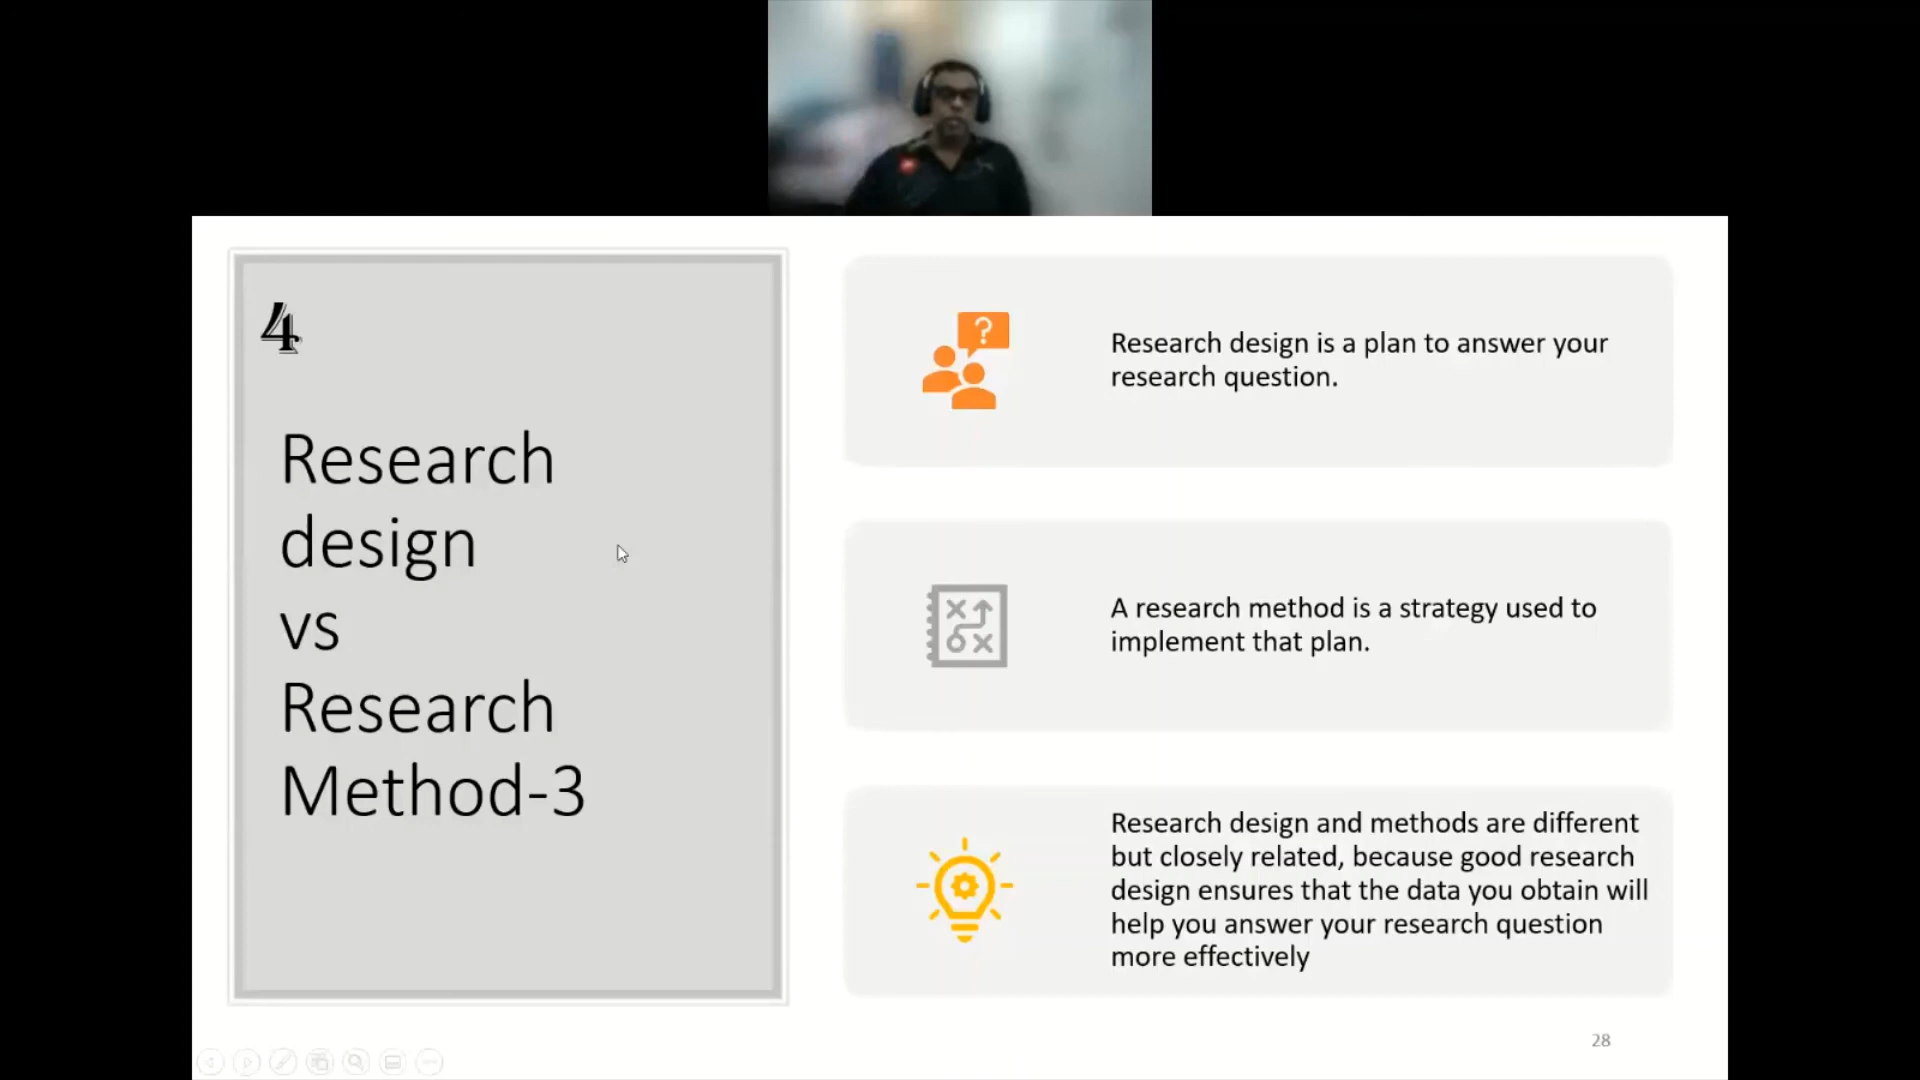 4
Research
design
vs
Research
Method-3
?
Research design is a plan to answer your
research question.
A research method is a strategy used to
implement that plan.
Research design and methods are different
but closely related, because good research
design ensures that the data you obtain will
help you answer your research question
more effectively
28